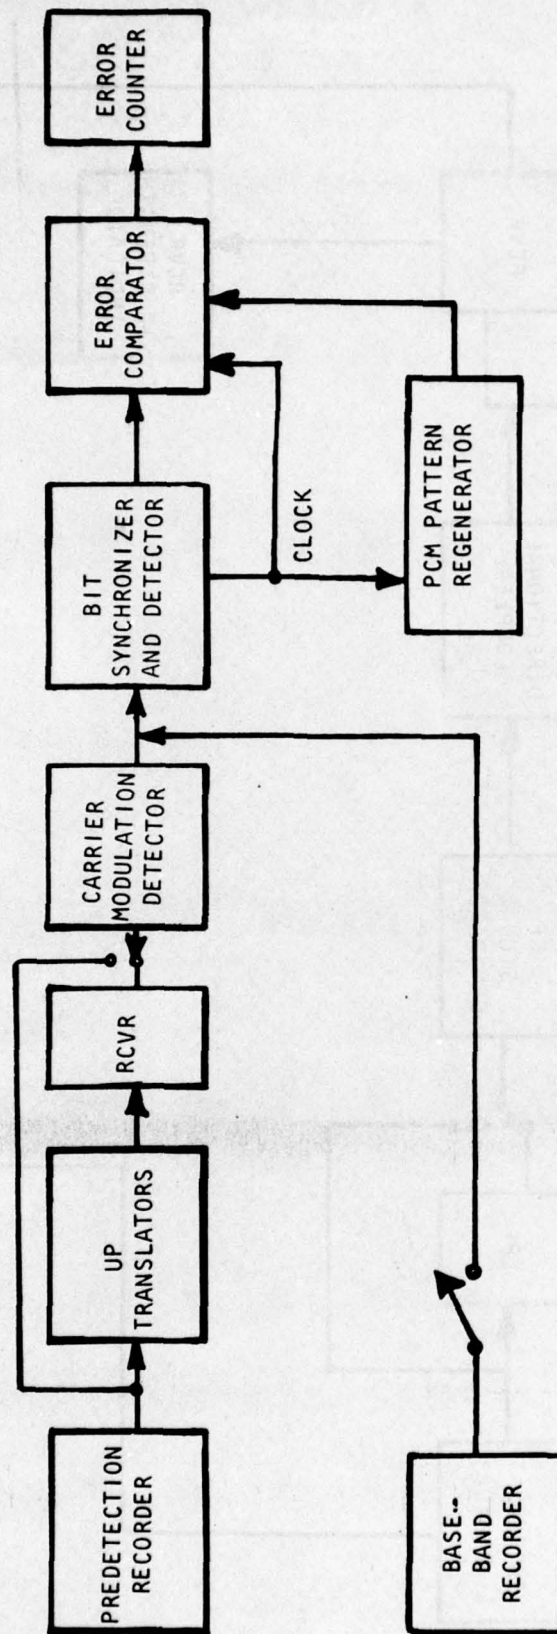 PREDETECTION
RECORDER
UP
TRANSLATORS
RCVR
CARRIER
MODULATION
DETECTOR
BIT
SYNCHRONIZER
AND DETECTOR
ERROR
COMPARATOR
ERROR
COUNTER
CLOCK
PCM PATTERN
REGENERATOR
BASE--
BAND
RECORDER